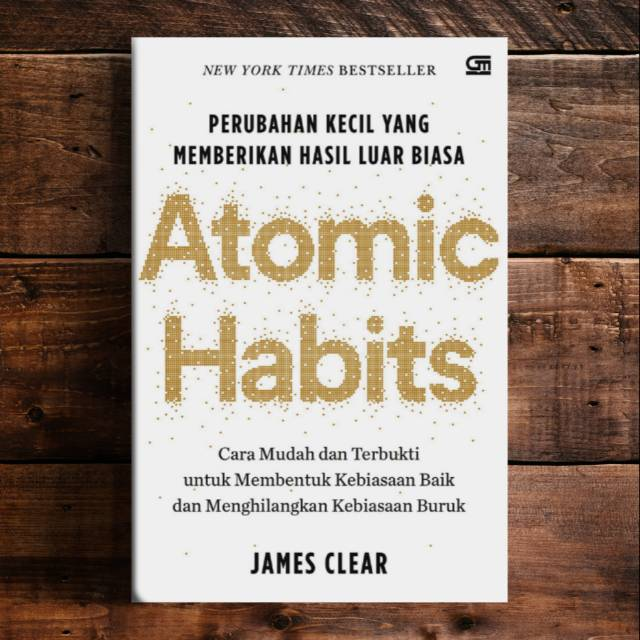 NEW YORK TIMES BESTSELLER
PERUBAHAN KECIL YANG
MEMBERIKAN HASIL LUAR BIASA
Atomic
Habits
Cara Mudah dan Terbukti
untuk Membentuk Kebiasaan Baik
dan Menghilangkan Kebiasaan Buruk
JAMES CLEAR